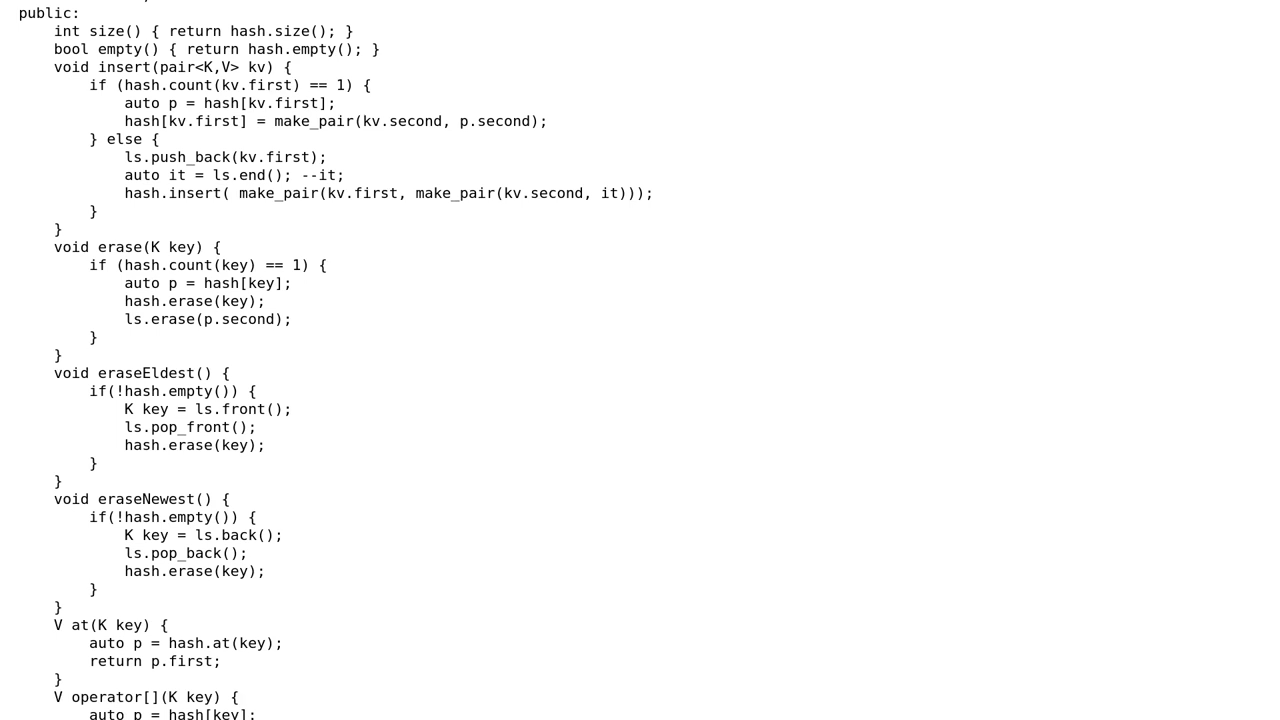 public:
    int size() { return hash.size(); }
    bool empty() { return hash.empty(); }
    void insert(pair<K,V> kv) {
        if (hash.count(kv.first) == 1) {
            auto p = hash[kv.first];
            hash[kv.first] = make_pair(kv.second, p.second);
        } else {
            ls.push_back(kv.first);
            auto it = ls.end(); --it;
            hash.insert( make_pair(kv.first, make_pair(kv.second, it)));
        }
    }
    void erase(K key) {
        if (hash.count(key) == 1) {
            auto p = hash[key];
            hash.erase(key);
            ls.erase(p.second);
        }
    }
    void eraseEldest() {
        if(!hash.empty()) {
            K key = ls.front();
            ls.pop_front();
            hash.erase(key);
        }
    }
    void eraseNewest() {
        if(!hash.empty()) {
            K key = ls.back();
            ls.pop_back();
            hash.erase(key);
        }
    }
    V at(K key) {
        auto p = hash.at(key);
        return p.first;
    }
    V operator[](K key) {
        auto p = hash[key];